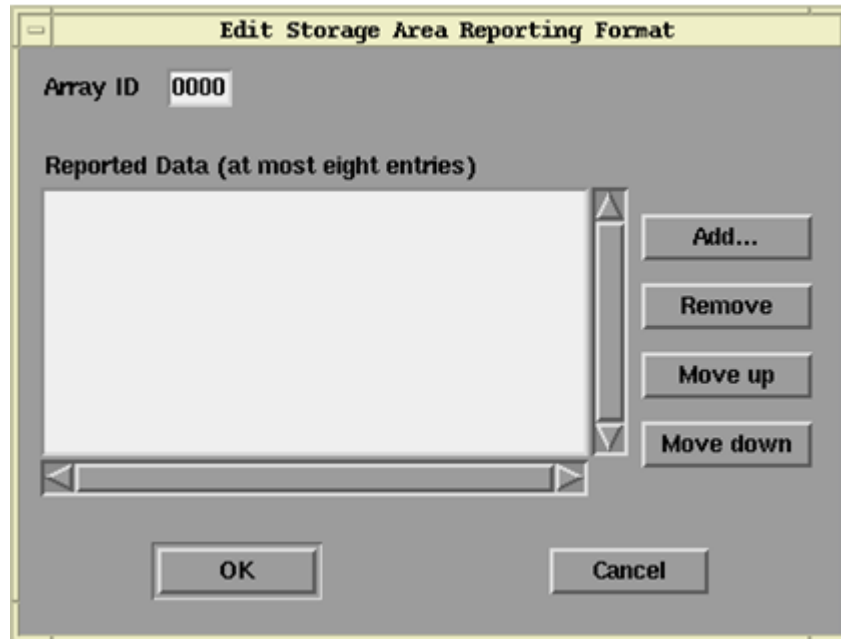 Edit Storage Area Reporting Format
Array ID 0000
Reported Data (at most eight entries)
Add...
Remove
Move up
Move down
OK Cancel